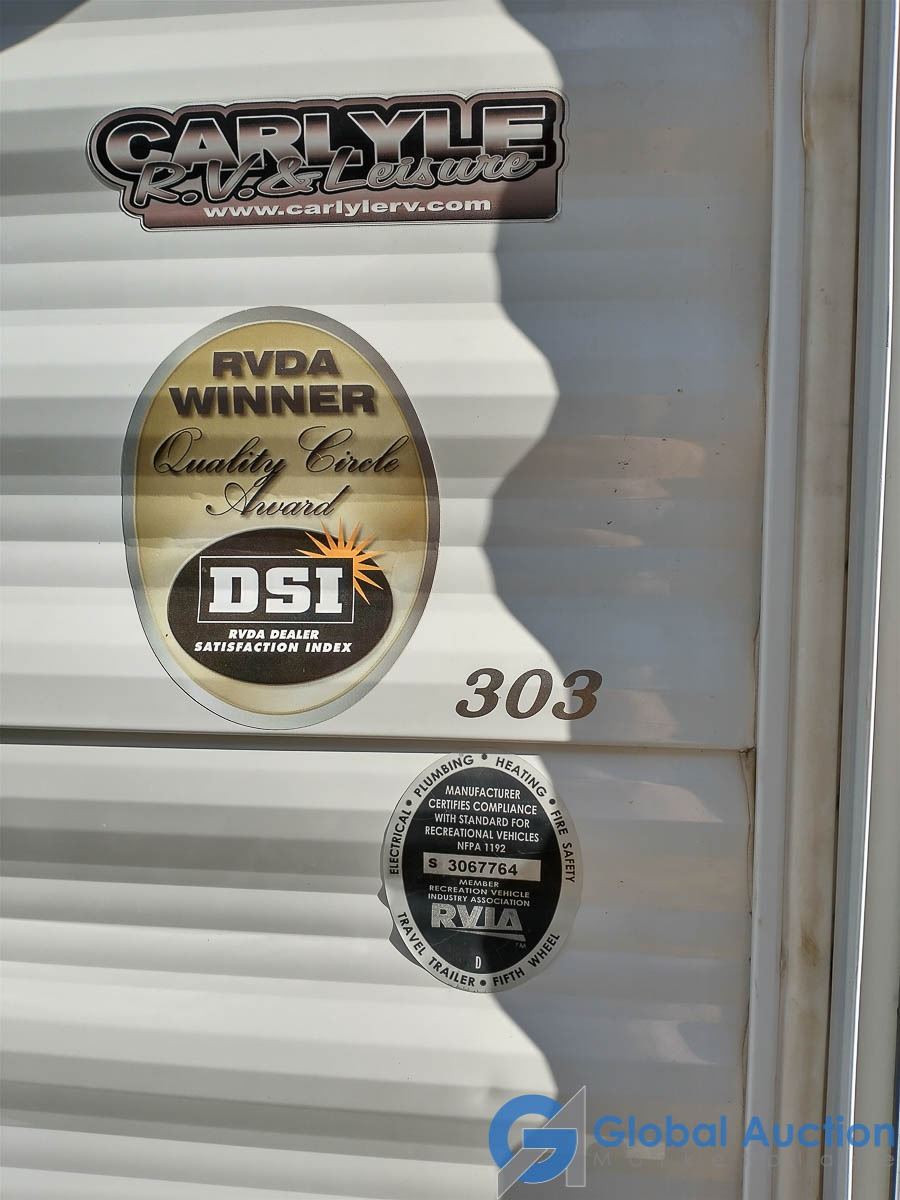 CARLYLE
R.V. & Leisure
www.carlylerv.com
RVDA
WINNER
Quality Circle
Award
DSI
RVDA DEALER
SATISFACTION INDEX
303
ELECTRICAL • PLUMBING • HEATING • FIRE SAFETY
MANUFACTURER
CERTIFIES COMPLIANCE
WITH STANDARD FOR
RECREATIONAL VEHICLES
NFPA 1192
S 3067764
MEMBER
RECREATION VEHICLE
INDUSTRY ASSOCIATION
RVIA
TM
D
TRAVEL TRAILER • FIFTH WHEEL
Global Auction
Marketplace